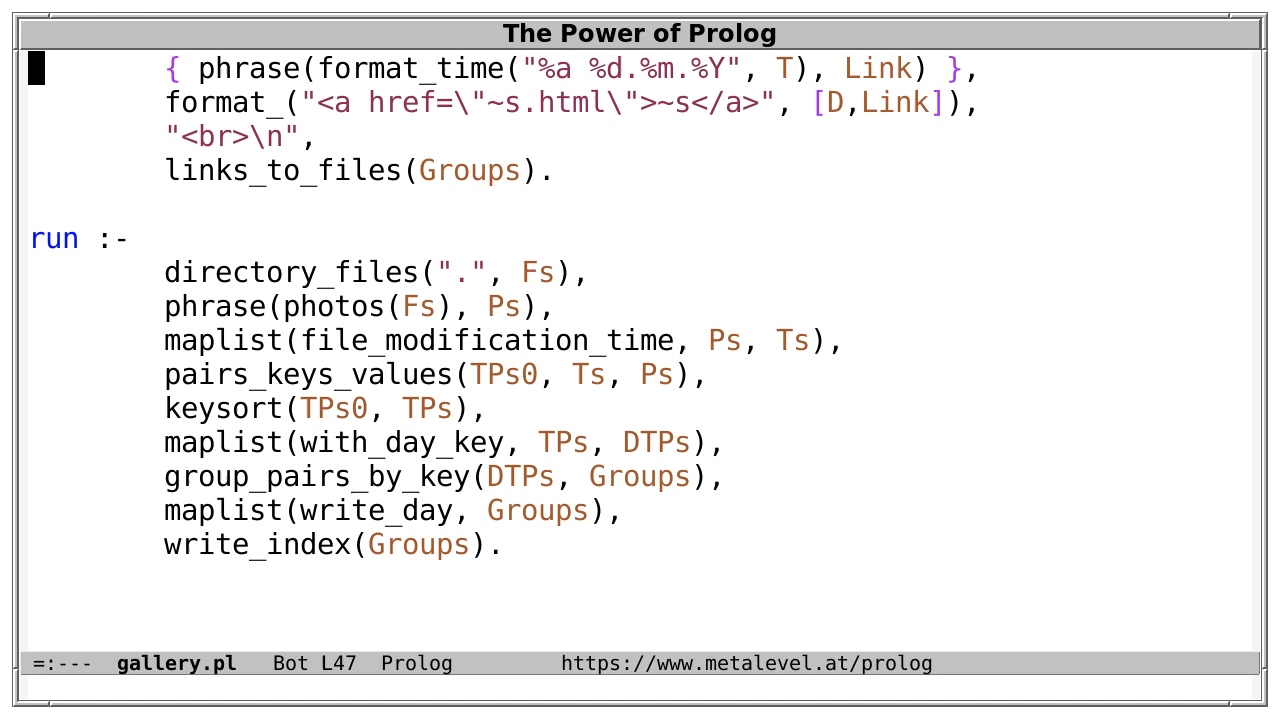 The Power of Prolog
        { phrase(format_time("%a %d.%m.%Y", T), Link) },
        format_("<a href=\"~s.html\">~s</a>", [D,Link]),
        "<br>\n",
        links_to_files(Groups).

run :-
        directory_files(".", Fs),
        phrase(photos(Fs), Ps),
        maplist(file_modification_time, Ps, Ts),
        pairs_keys_values(TPs0, Ts, Ps),
        keysort(TPs0, TPs),
        maplist(with_day_key, TPs, DTPs),
        group_pairs_by_key(DTPs, Groups),
        maplist(write_day, Groups),
        write_index(Groups).
=:---  gallery.pl   Bot L47  Prolog         https://www.metalevel.at/prolog